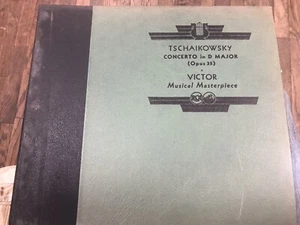 TSCHAIKOWSKY
CONCERTO in D MAJOR
(Opus 35)
VICTOR
Musical Masterpiece